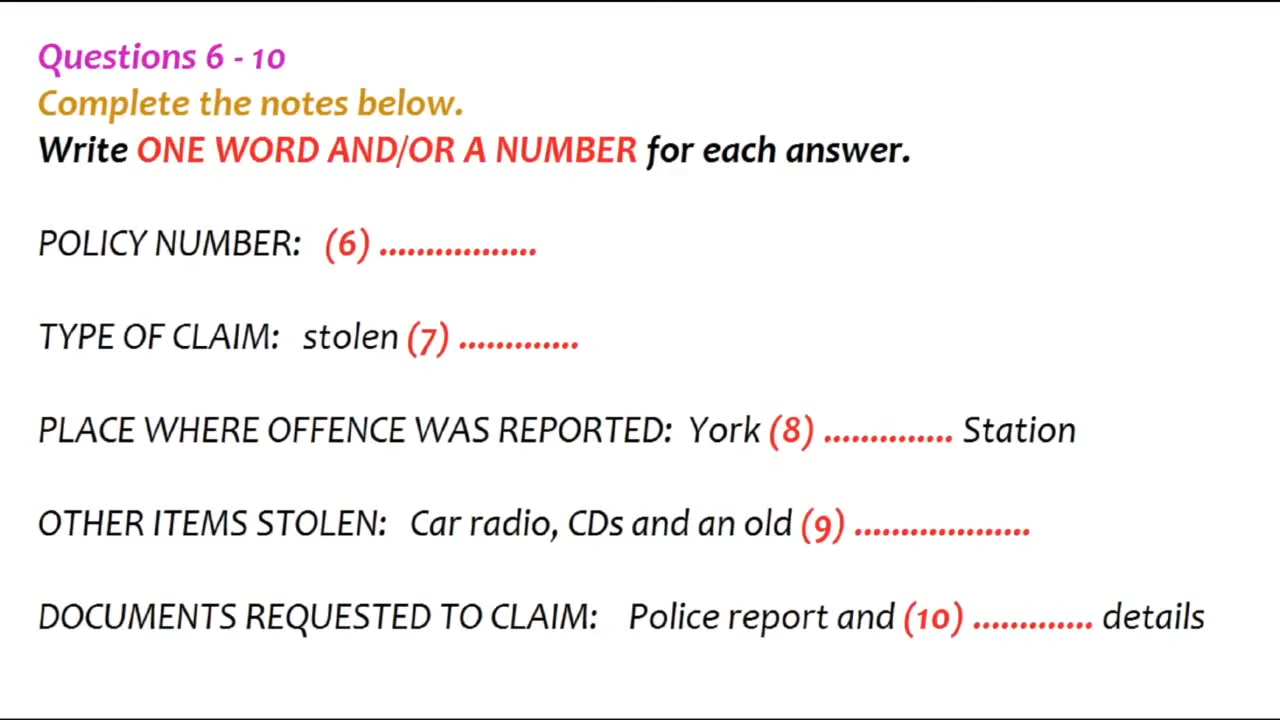 Questions 6 - 10
Complete the notes below.
Write ONE WORD AND/OR A NUMBER for each answer.
POLICY NUMBER: (6) .................
TYPE OF CLAIM: stolen (7) .............
PLACE WHERE OFFENCE WAS REPORTED: York (8) .............. Station
OTHER ITEMS STOLEN: Car radio, CDs and an old (9) ...................
DOCUMENTS REQUESTED TO CLAIM: Police report and (10) ............. details